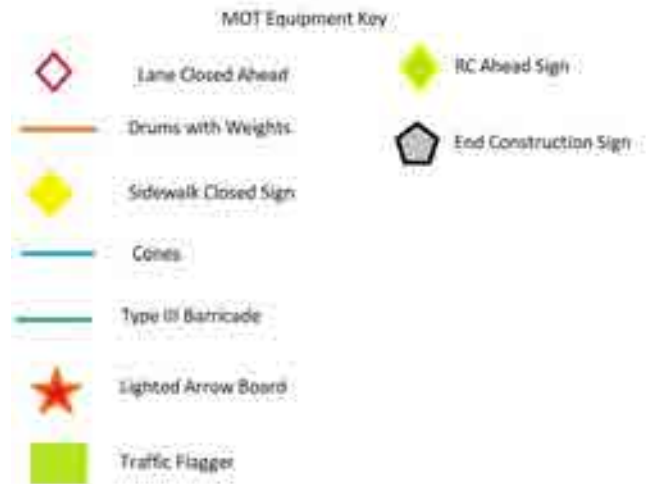 MOT Equipment Key
Lane Closed Ahead
Drums with Weights
Sidewalk Closed Sign
Cones
Type III Barricade
Lighted Arrow Board
Traffic Flagger
RC Ahead Sign
End Construction Sign